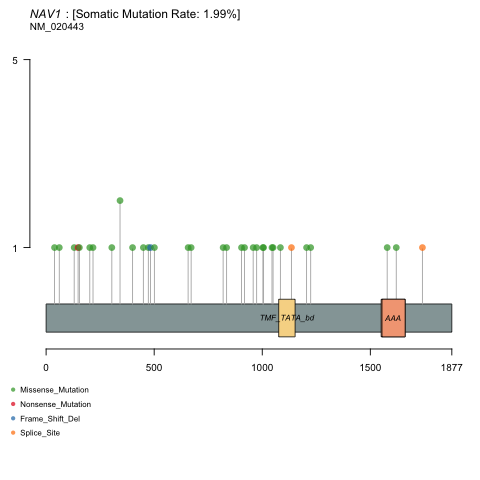 NAV1 : [Somatic Mutation Rate: 1.99%]
NM_020443
5
1
TMF_TATA_bd
AAA
0 500 1000 1500 1877
Missense_Mutation
Nonsense_Mutation
Frame_Shift_Del
Splice_Site